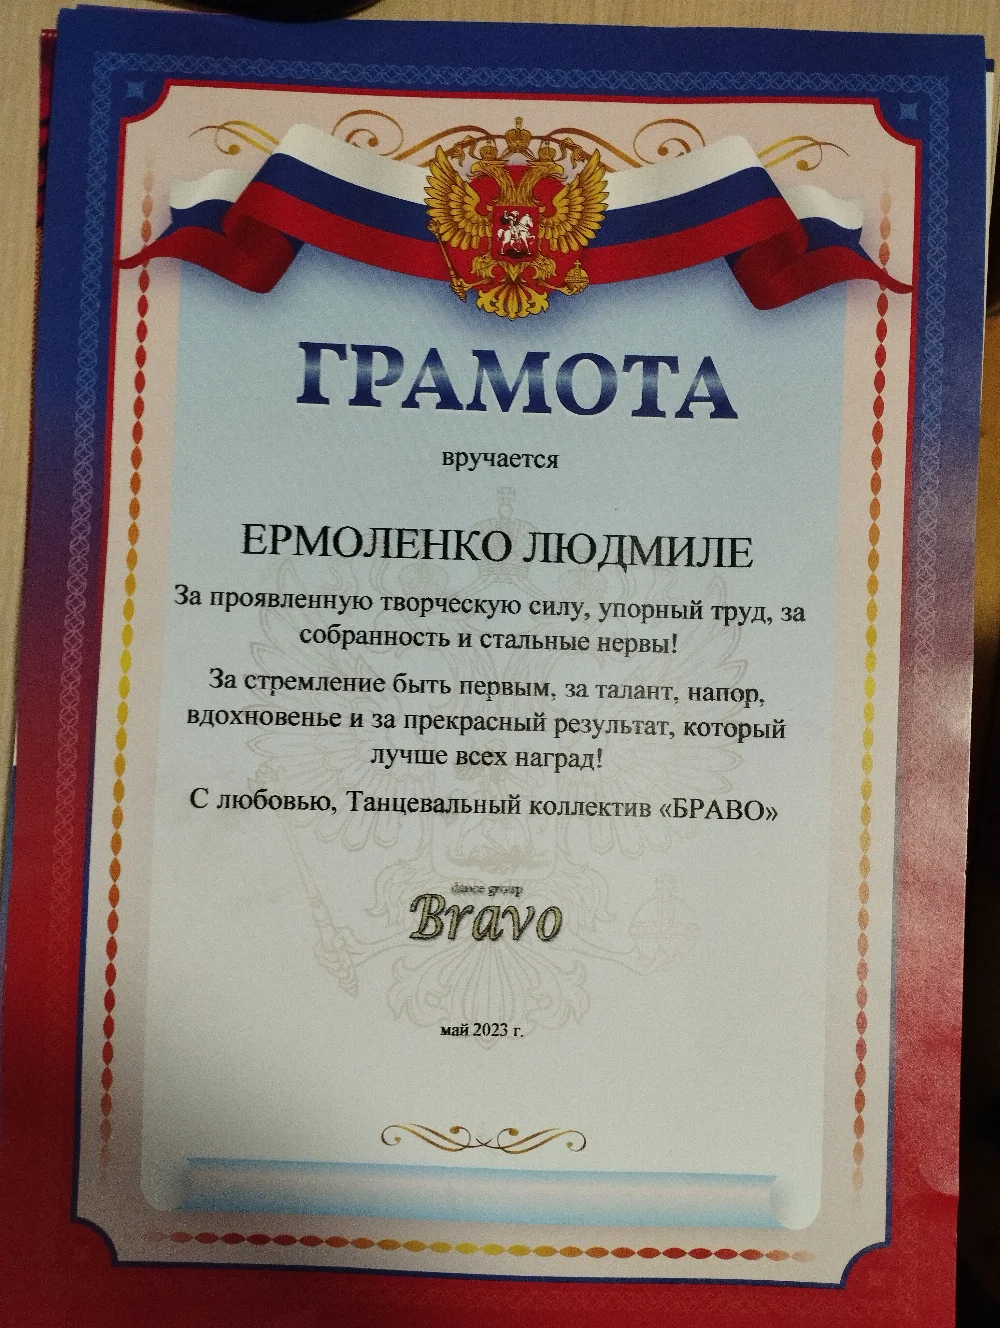 ГРАМОТА
вручается
ЕРМОЛЕНКО ЛЮДМИЛЕ
За проявленную творческую силу, упорный труд, за
собранность и стальные нервы!
За стремление быть первым, за талант, напор,
вдохновенье и за прекрасный результат, который
лучше всех наград!
С любовью, Танцевальный коллектив «БРАВО»
dance group
Bravo
май 2023 г.